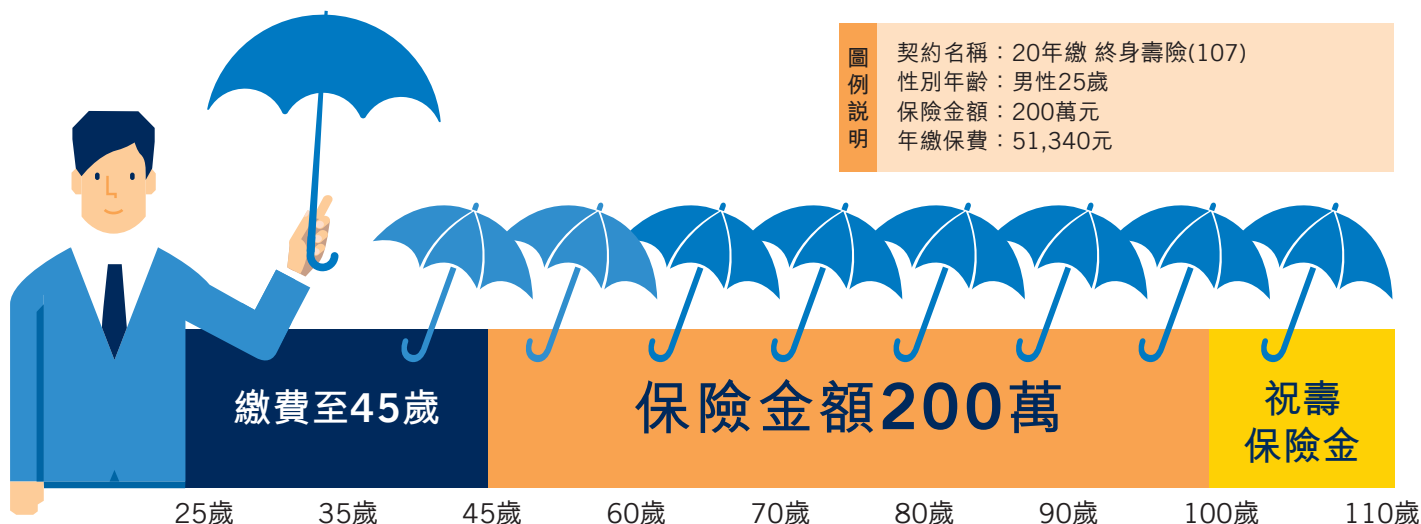 圖例說明
契約名稱：20年繳 終身壽險(107)
性別年齡：男性25歲
保險金額：200萬元
年繳保費：51,340元
繳費至45歲
保險金額200萬
祝壽
保險金
25歲
35歲
45歲
60歲
70歲
80歲
90歲
100歲
110歲